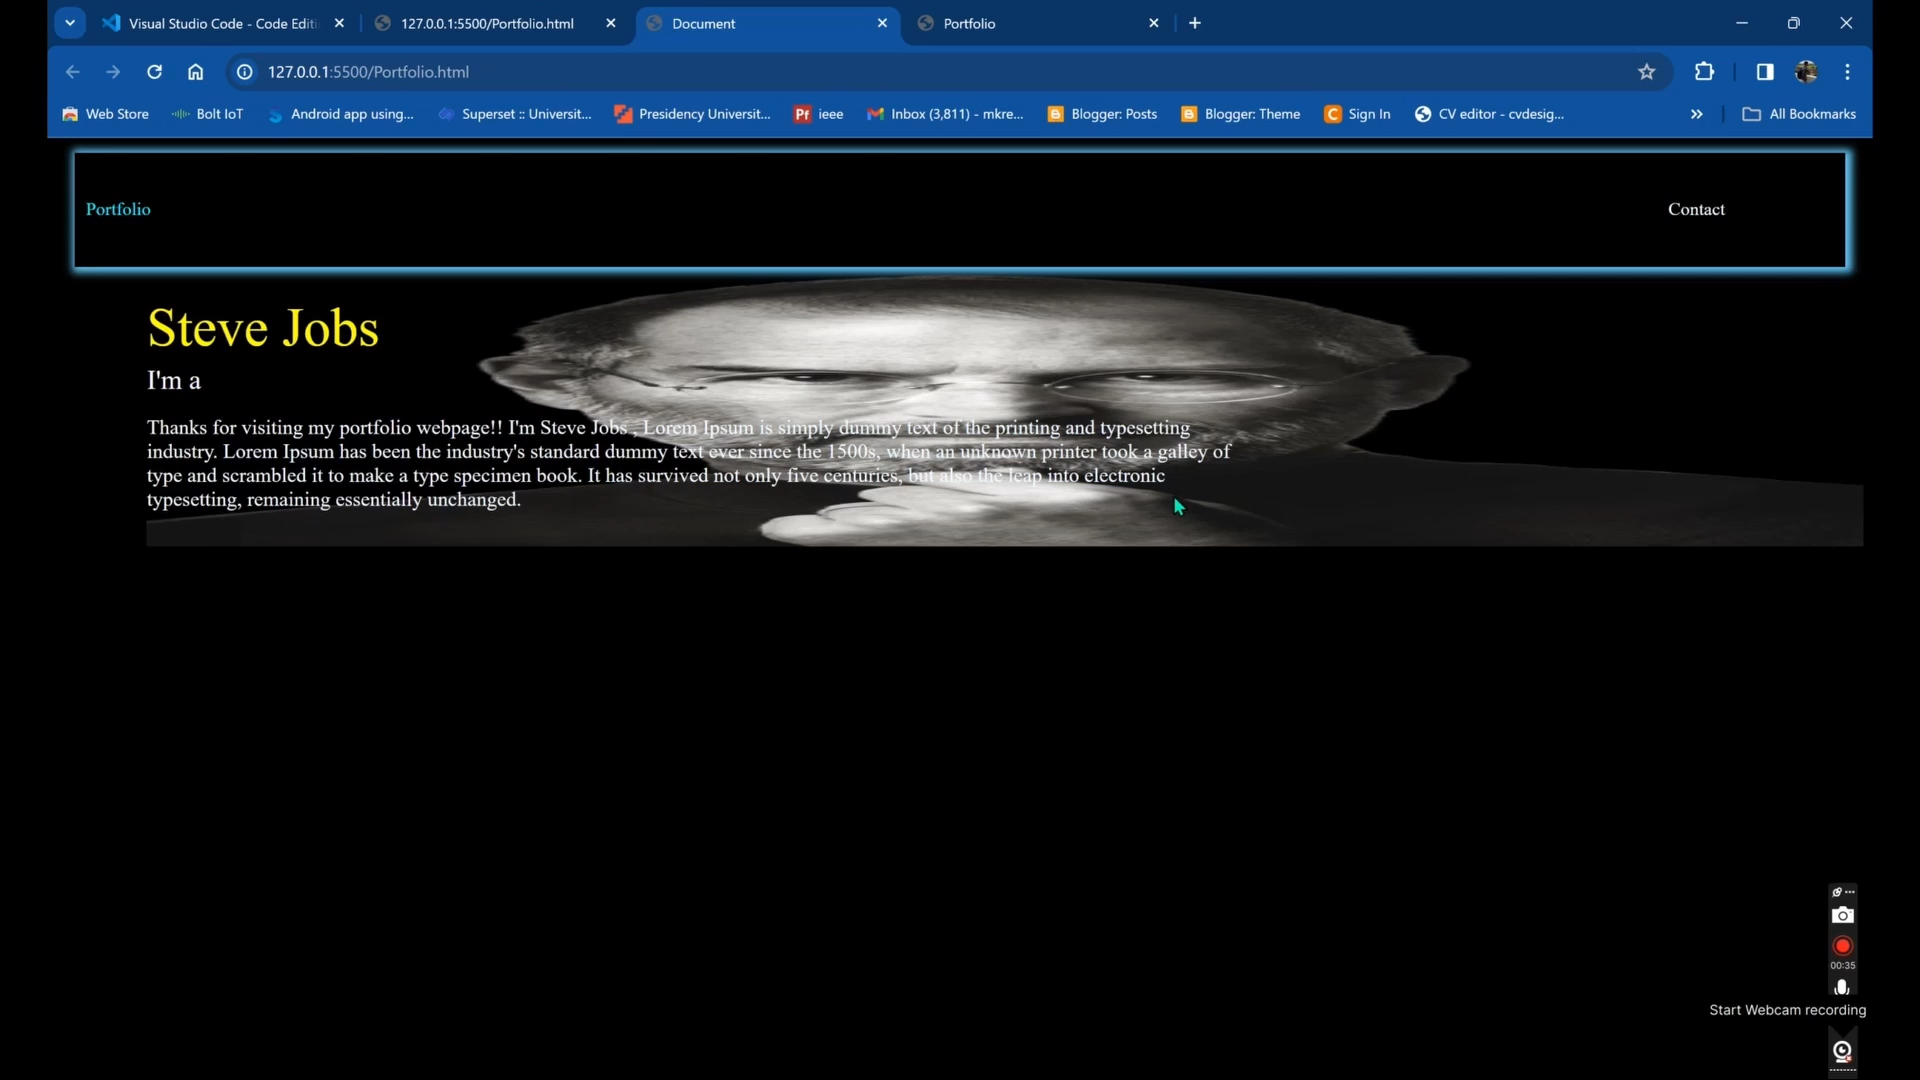 Visual Studio Code - Code Editi
127.0.0.1:5500/Portfolio.html
Document
Portfolio
127.0.0.1:5500/Portfolio.html
Web Store
Bolt IoT
Android app using...
Superset :: Universit...
Presidency Universit...
Pf ieee
Inbox (3,811) - mkre...
Blogger: Posts
Blogger: Theme
C Sign In
CV editor - cvdesig...
All Bookmarks
Portfolio
Contact
Steve Jobs
I'm a
Thanks for visiting my portfolio webpage!! I'm Steve Jobs , Lorem Ipsum is simply dummy text of the printing and typesetting
industry. Lorem Ipsum has been the industry's standard dummy text ever since the 1500s, when an unknown printer took a galley of
type and scrambled it to make a type specimen book. It has survived not only five centuries, but also the leap into electronic
typesetting, remaining essentially unchanged.
00:35
Start Webcam recording